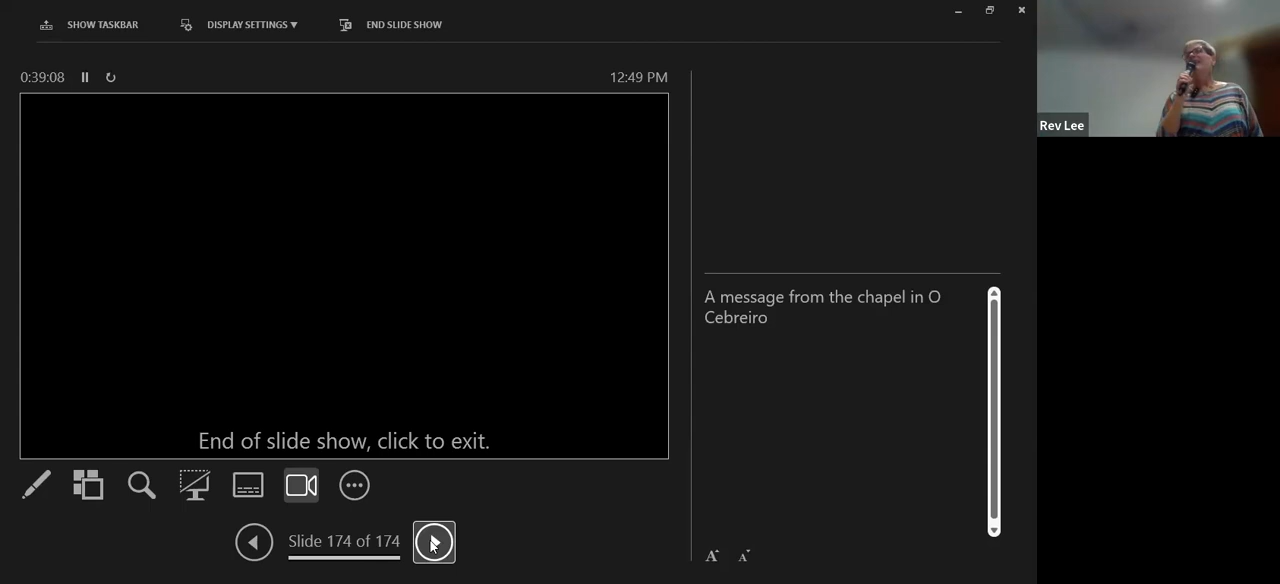 SHOW TASKBAR
DISPLAY SETTINGS ▼
END SLIDE SHOW
0:39:08
12:49 PM
Rev Lee
End of slide show, click to exit.
A message from the chapel in O
Cebreiro
Slide 174 of 174
A A